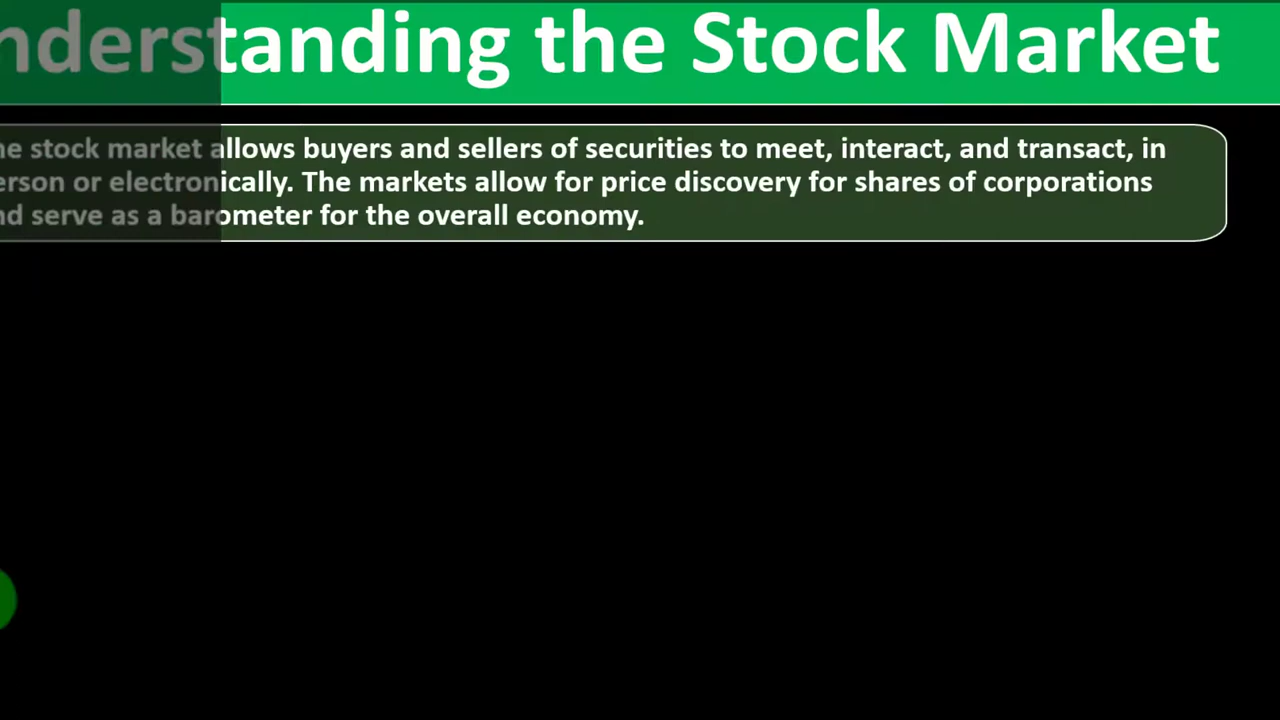 nderstanding the Stock Market
he stock market allows buyers and sellers of securities to meet, interact, and transact, in
erson or electronically. The markets allow for price discovery for shares of corporations
nd serve as a barometer for the overall economy.